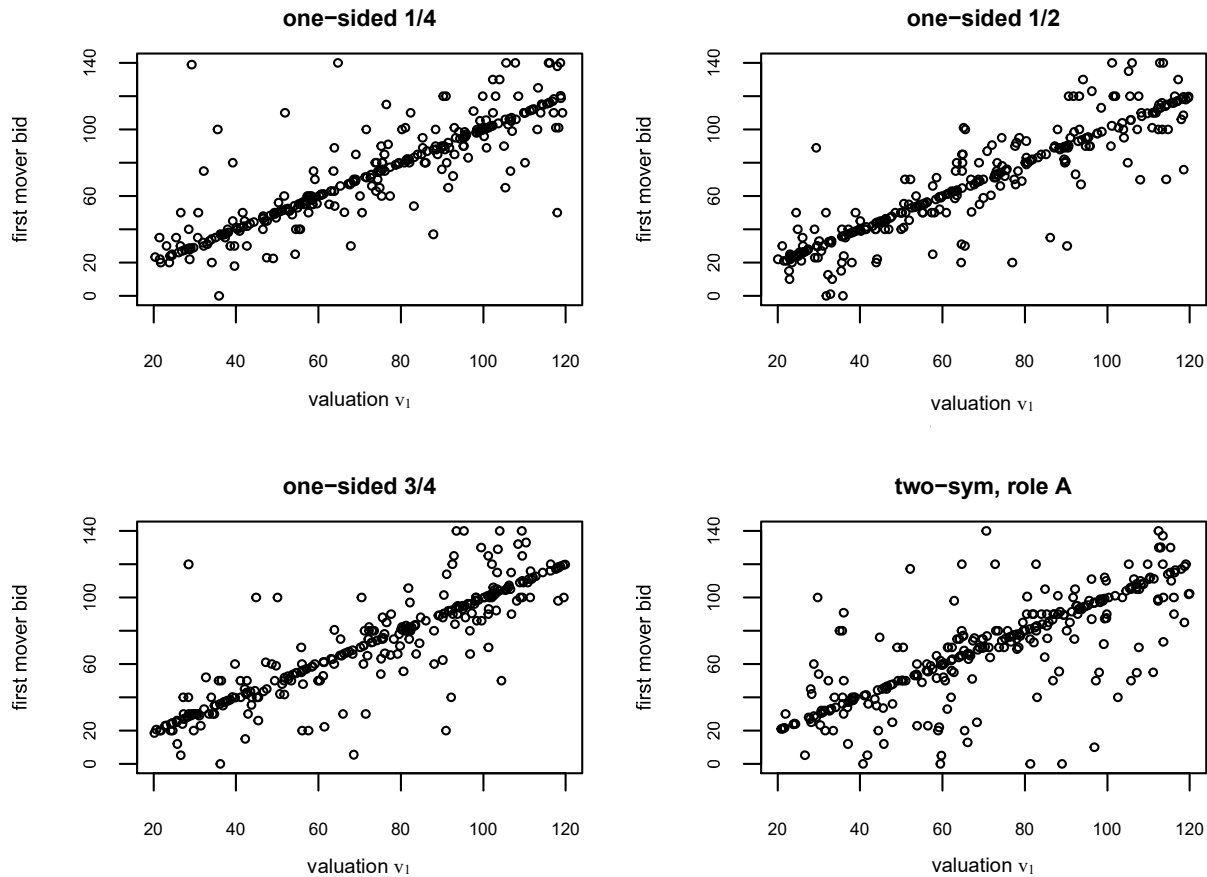 one−sided 1/4
first mover bid
140
100
60
20
0
20 40 60 80 100 120
valuation v₁
one−sided 1/2
first mover bid
140
100
60
20
0
20 40 60 80 100 120
valuation v₁
one−sided 3/4
first mover bid
140
100
60
20
0
20 40 60 80 100 120
valuation v₁
two−sym, role A
first mover bid
140
100
60
20
0
20 40 60 80 100 120
valuation v₁